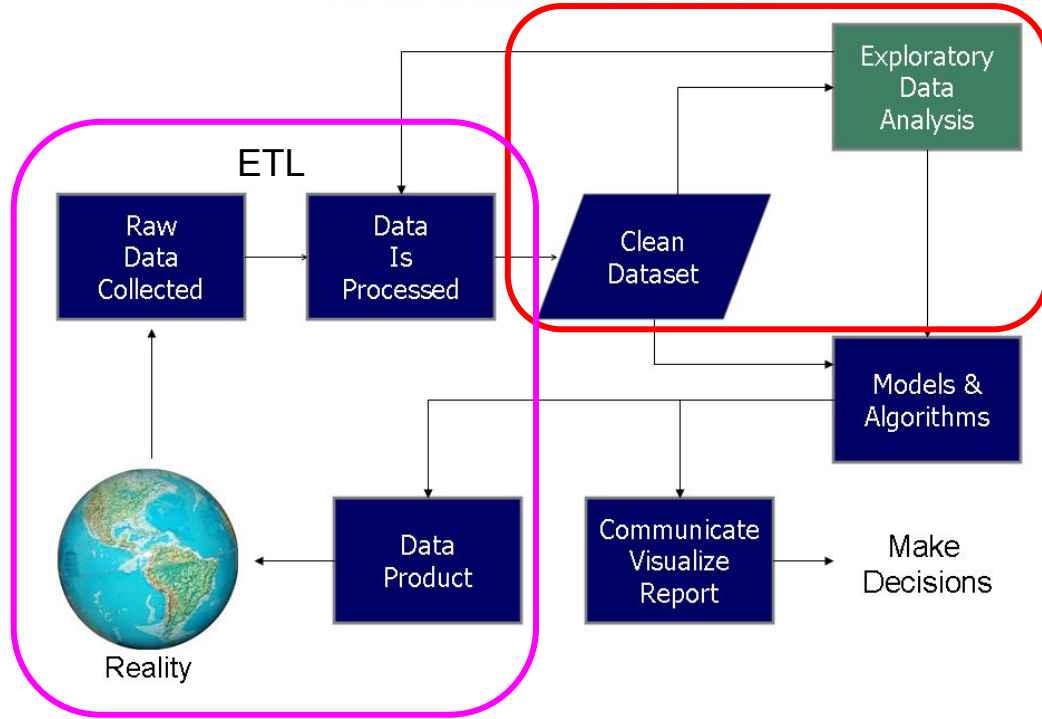 Exploratory
Data
Analysis
ETL
Raw
Data
Collected
Data
Is
Processed
Clean
Dataset
Models &
Algorithms
Data
Product
Communicate
Visualize
Report
Make
Decisions
Reality